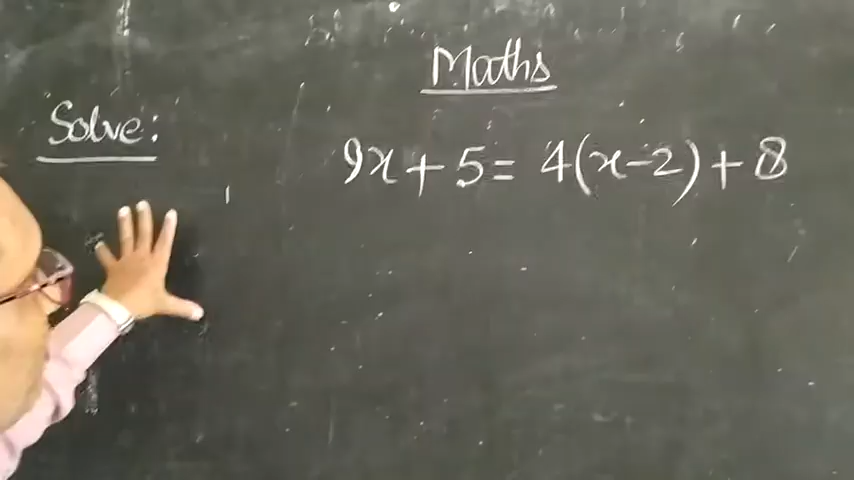 Maths
Solve:
9x + 5 = 4(x-2) + 8